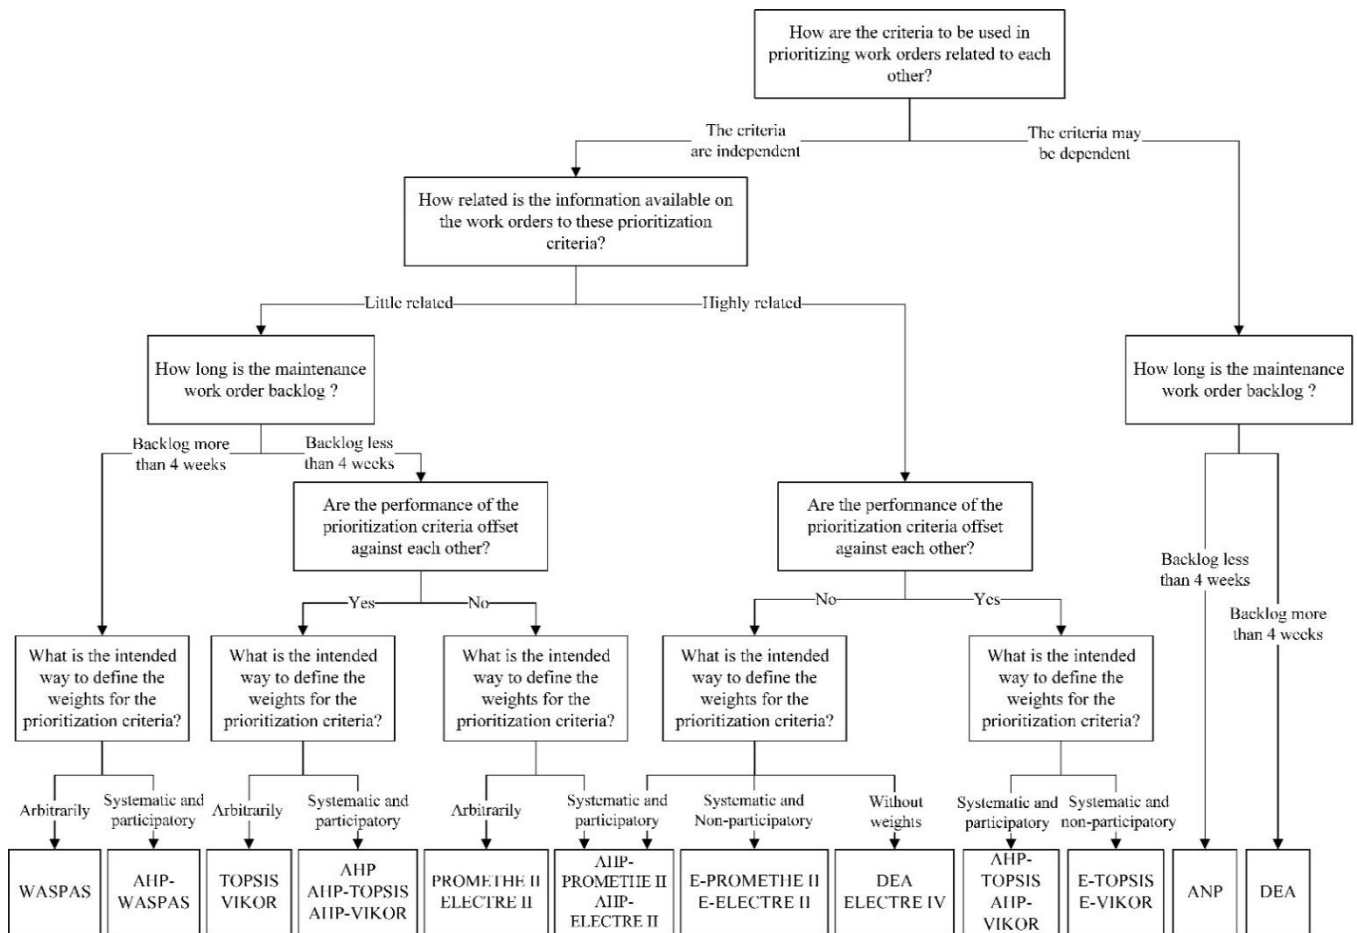 How are the criteria to be used in
prioritizing work orders related to each
other?
The criteria
are independent
The criteria may
be dependent
How related is the information available on
the work orders to these prioritization
criteria?
Little related
Highly related
How long is the maintenance
work order backlog ?
How long is the maintenance
work order backlog ?
Backlog more
than 4 weeks
Backlog less
than 4 weeks
Are the performance of the
prioritization criteria offset
against each other?
Are the performance of the
prioritization criteria offset
against each other?
Backlog less
than 4 weeks
Backlog more
than 4 weeks
Yes
No
No
Yes
What is the intended
way to define the
weights for the
prioritization criteria?
What is the intended
way to define the
weights for the
prioritization criteria?
What is the intended
way to define the
weights for the
prioritization criteria?
What is the intended
way to define the
weights for the
prioritization criteria?
What is the intended
way to define the
weights for the
prioritization criteria?
Arbitrarily
Systematic and
participatory
Arbitrarily
Systematic and
participatory
Arbitrarily
Systematic and
participatory
Systematic and
Non-participatory
Without
weights
Systematic and
participatory
Systematic and
non-participatory
WASPAS
AHP-
WASPAS
TOPSIS
VIKOR
AHP
AHP-TOPSIS
AHP-VIKOR
PROMETHE II
ELECTRE II
AHP-
PROMETHE II
AHP-
ELECTRE II
E-PROMETHE II
E-ELECTRE II
DEA
ELECTRE IV
AHP-
TOPSIS
AHP-
VIKOR
E-TOPSIS
E-VIKOR
ANP
DEA